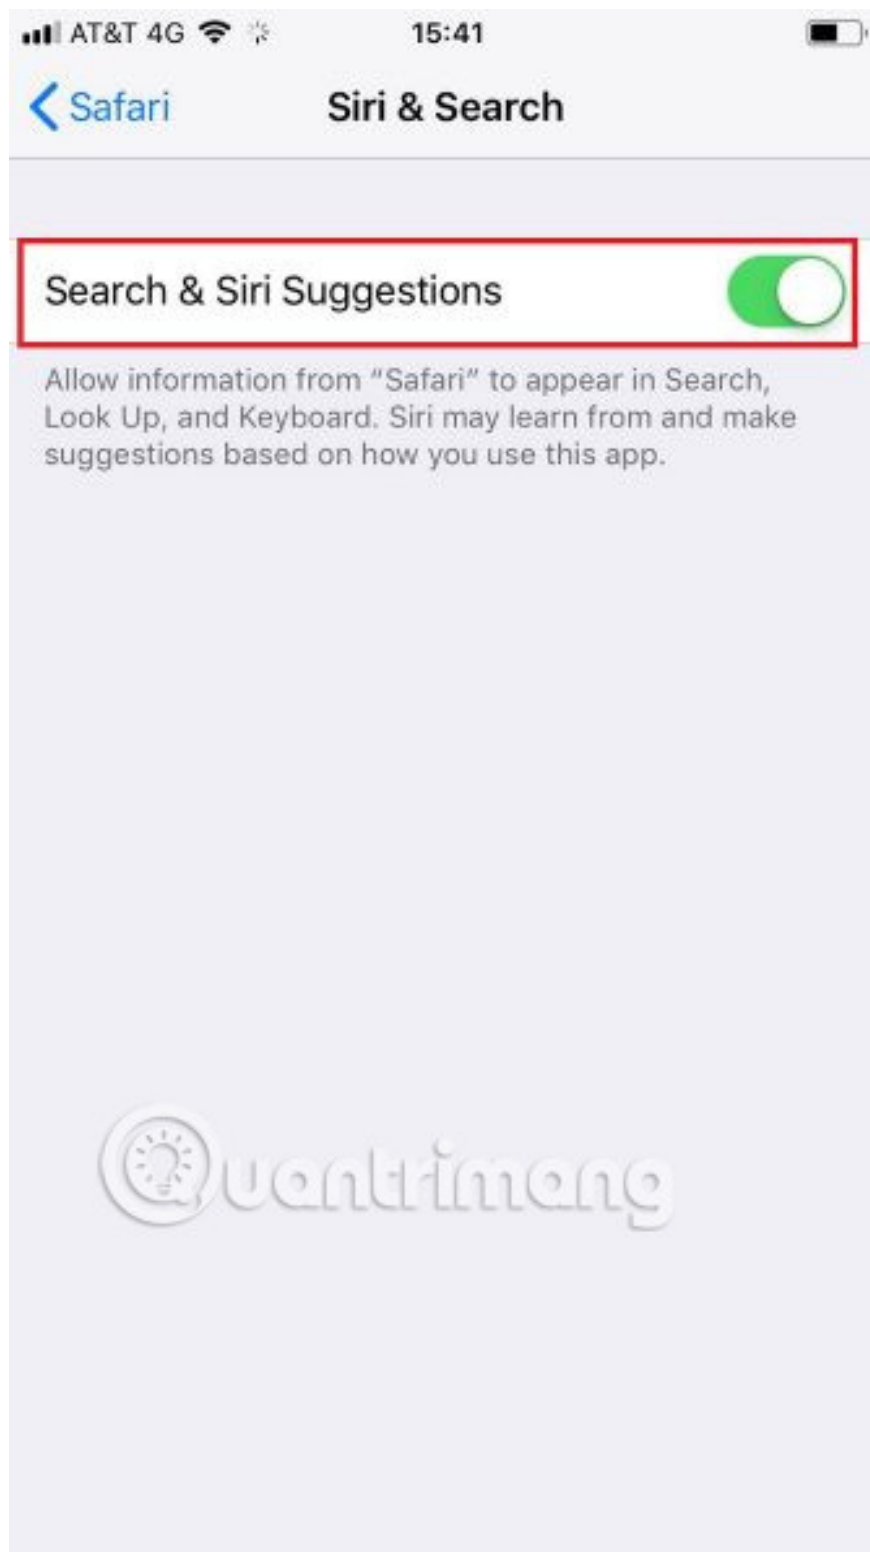 AT&T 4G 15:41
Safari Siri & Search
Search & Siri Suggestions
Allow information from “Safari” to appear in Search,
Look Up, and Keyboard. Siri may learn from and make
suggestions based on how you use this app.
Quantrimang